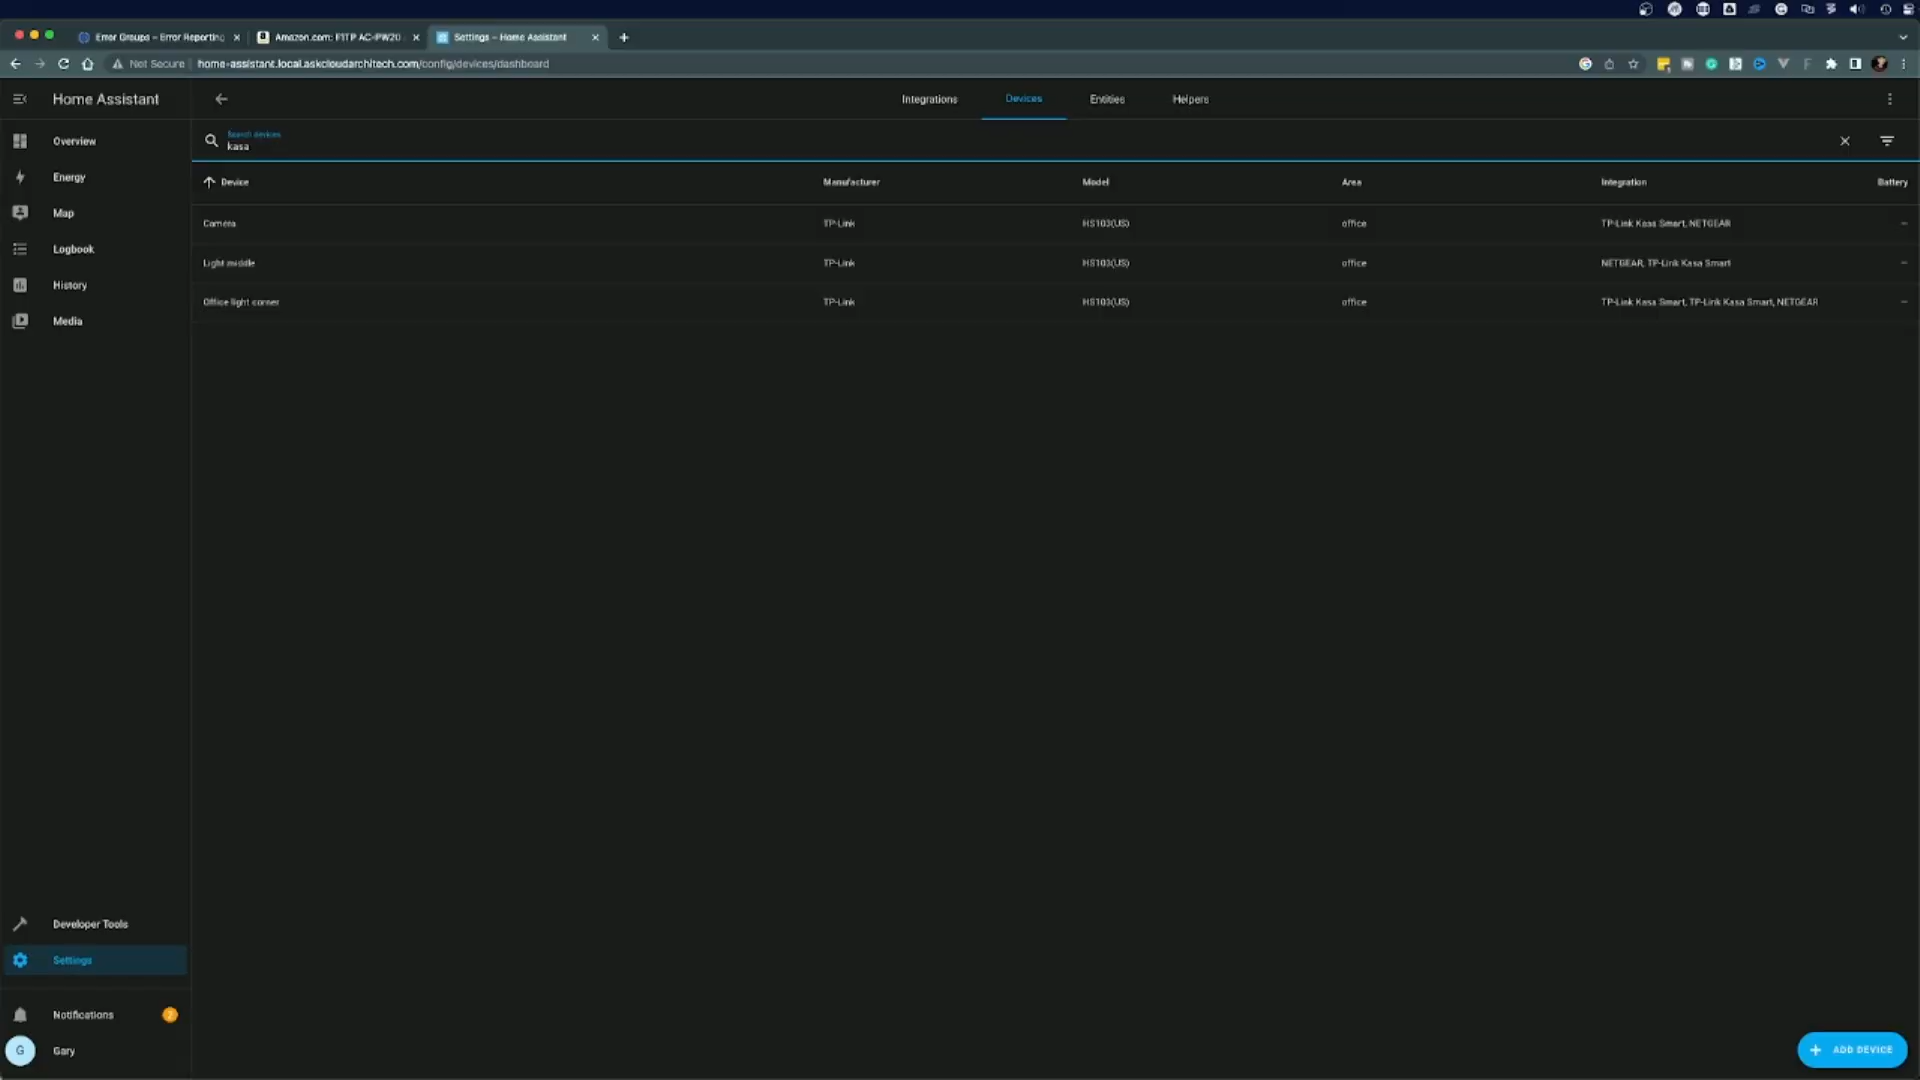 Error Groups – Error Reporting
Amazon.com: FTTP AC-PW20
Settings – Home Assistant
Not Secure
home-assistant.local.askcloudarchitech.com/config/devices/dashboard
Home Assistant
Integrations
Devices
Entities
Helpers
Overview
Energy
Map
Logbook
History
Media
Search devices
kasa
Device
Manufacturer
Model
Area
Integration
Battery
Camera
TP-Link
HS103(US)
office
TP-Link Kasa Smart, NETGEAR
–
Light middle
TP-Link
HS103(US)
office
NETGEAR, TP-Link Kasa Smart
–
Office light corner
TP-Link
HS103(US)
office
TP-Link Kasa Smart, TP-Link Kasa Smart, NETGEAR
–
Developer Tools
Settings
Notifications
2
G
Gary
ADD DEVICE